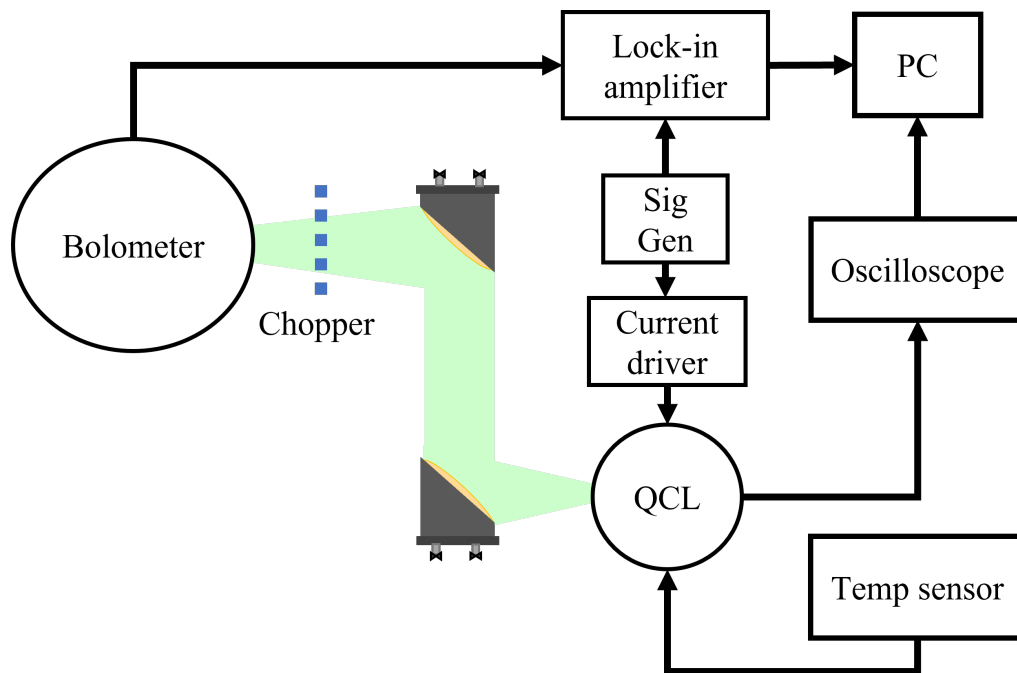 Lock-in
amplifier
PC
Sig
Gen
Bolometer
Oscilloscope
Chopper
Current
driver
QCL
Temp sensor